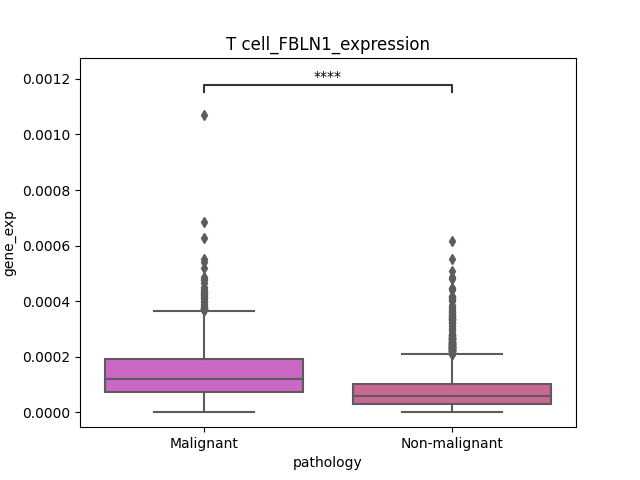 T cell_FBLN1_expression
****
0.0012
0.0010
0.0008
0.0006
0.0004
0.0002
0.0000
gene_exp
Malignant
Non-malignant
pathology